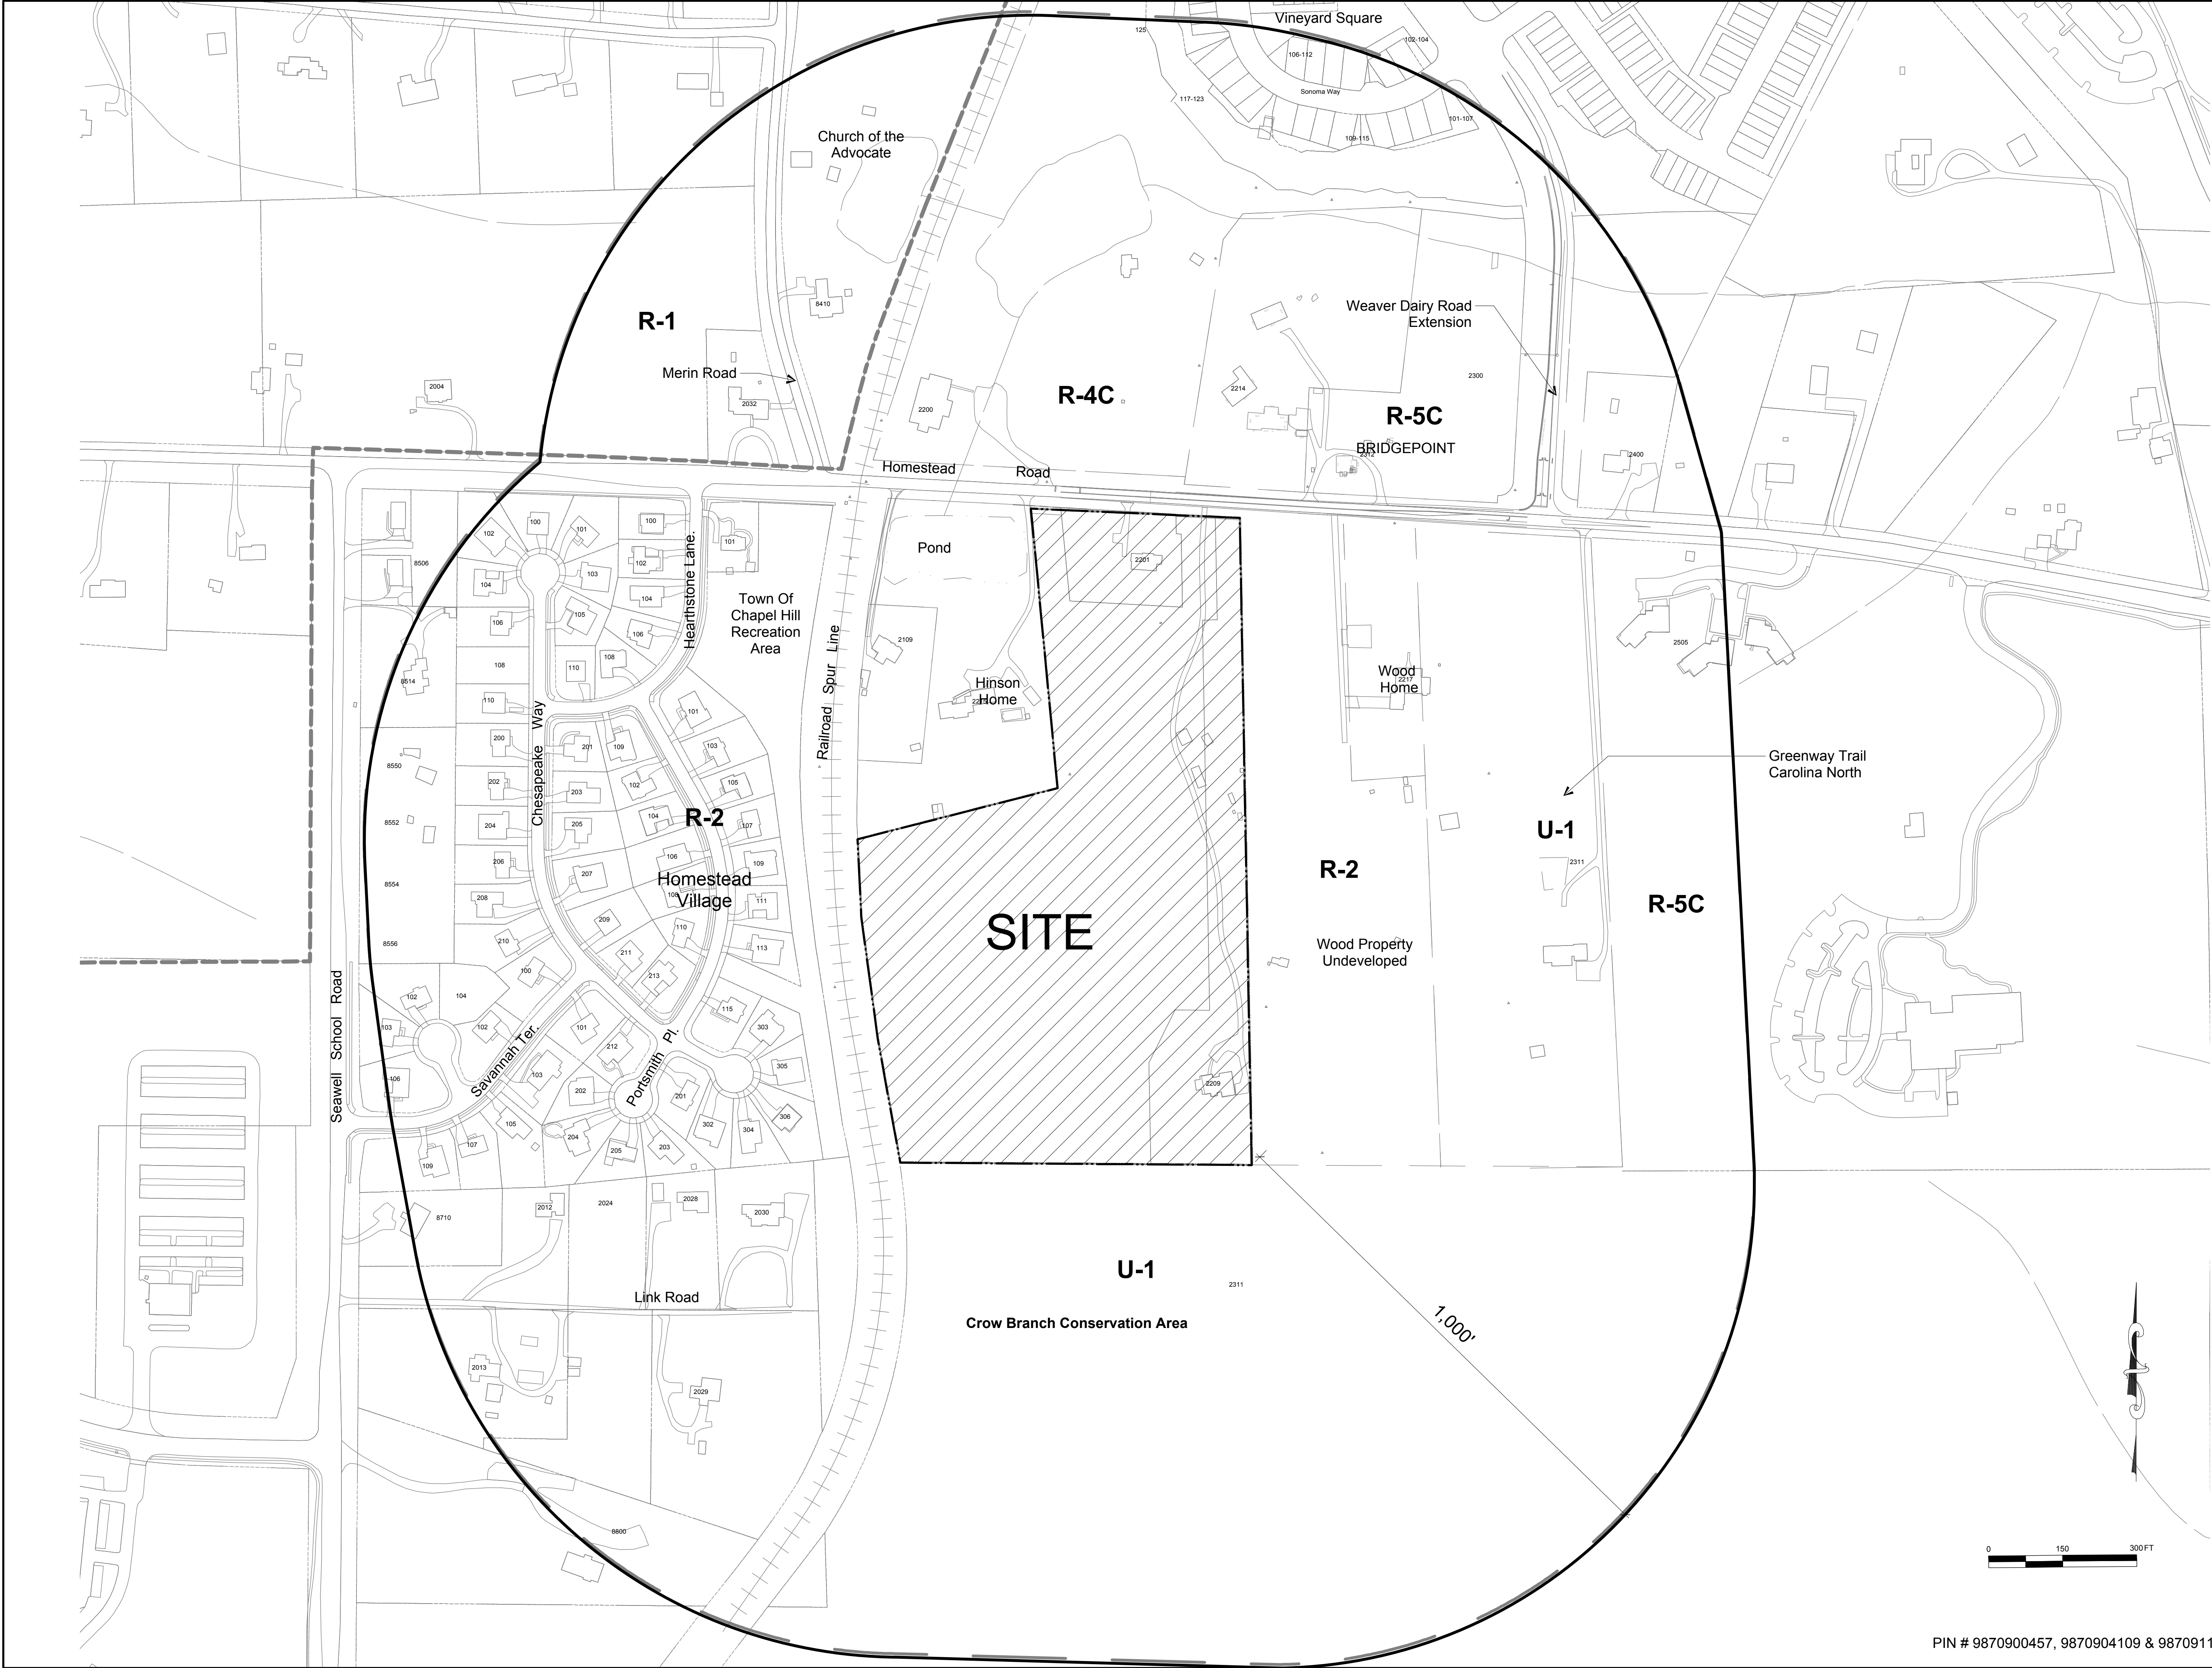 Vineyard Square
125
102-104
106-112
Sonoma Way
117-123
101-107
109-115
Church of the
Advocate
8410
R-1
Weaver Dairy Road
Extension
Merin Road
2004
2032
2200
R-4C
2214
2300
R-5C
BRIDGEPOINT
2312
2400
Homestead Road
100
102
101
100
101
102
103
104
104
105
106
106
108
108
110
110
8506
8514
Hearthstone Lane.
Town Of
Chapel Hill
Recreation
Area
Railroad Spur Line
Pond
2109
Hinson
Home
2201
Wood
Home
2217
2505
Greenway Trail
Carolina North
Chesapeake Way
101
103
105
107
109
111
113
115
109
102
104
106
108
110
200
201
202
203
204
205
206
207
208
209
210
211
213
R-2
Homestead
Village
8550
8552
8554
8556
SITE
R-2
U-1
2311
R-5C
Wood Property
Undeveloped
Seawell School Road
100
102
104
102
103
106
101
103
105
107
109
Savannah Ter.
Portsmith Pl.
212
202
201
204
205
203
302
303
304
305
306
2209
8710
2012
2024
2028
2030
Link Road
U-1
2311
Crow Branch Conservation Area
1,000'
2013
2029
8800
0 150 300 FT
PIN # 9870900457, 9870904109 & 9870911